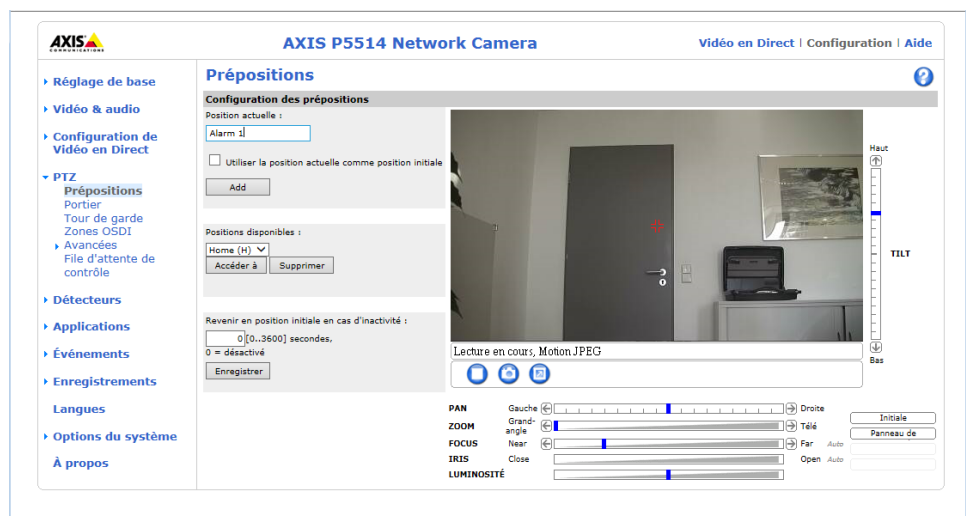 AXIS
COMMUNICATIONS
AXIS P5514 Network Camera
Vidéo en Direct | Configuration | Aide
Réglage de base
Vidéo & audio
Configuration de
Vidéo en Direct
PTZ
Prépositions
Portier
Tour de garde
Zones OSDI
Avancées
File d'attente de
contrôle
Détecteurs
Applications
Événements
Enregistrements
Langues
Options du système
À propos
Prépositions
Configuration des prépositions
Position actuelle :
Alarm 1
Utiliser la position actuelle comme position initiale
Add
Positions disponibles :
Home (H)
Accéder à Supprimer
Revenir en position initiale en cas d'inactivité :
0 [0..3600] secondes,
0 = désactivé
Enregistrer
Haut
TILT
Bas
Lecture en cours, Motion JPEG
PAN Gauche Droite
ZOOM Grand-
angle Télé
FOCUS Near Far Auto
IRIS Close Open Auto
LUMINOSITÉ
Initiale
Panneau de